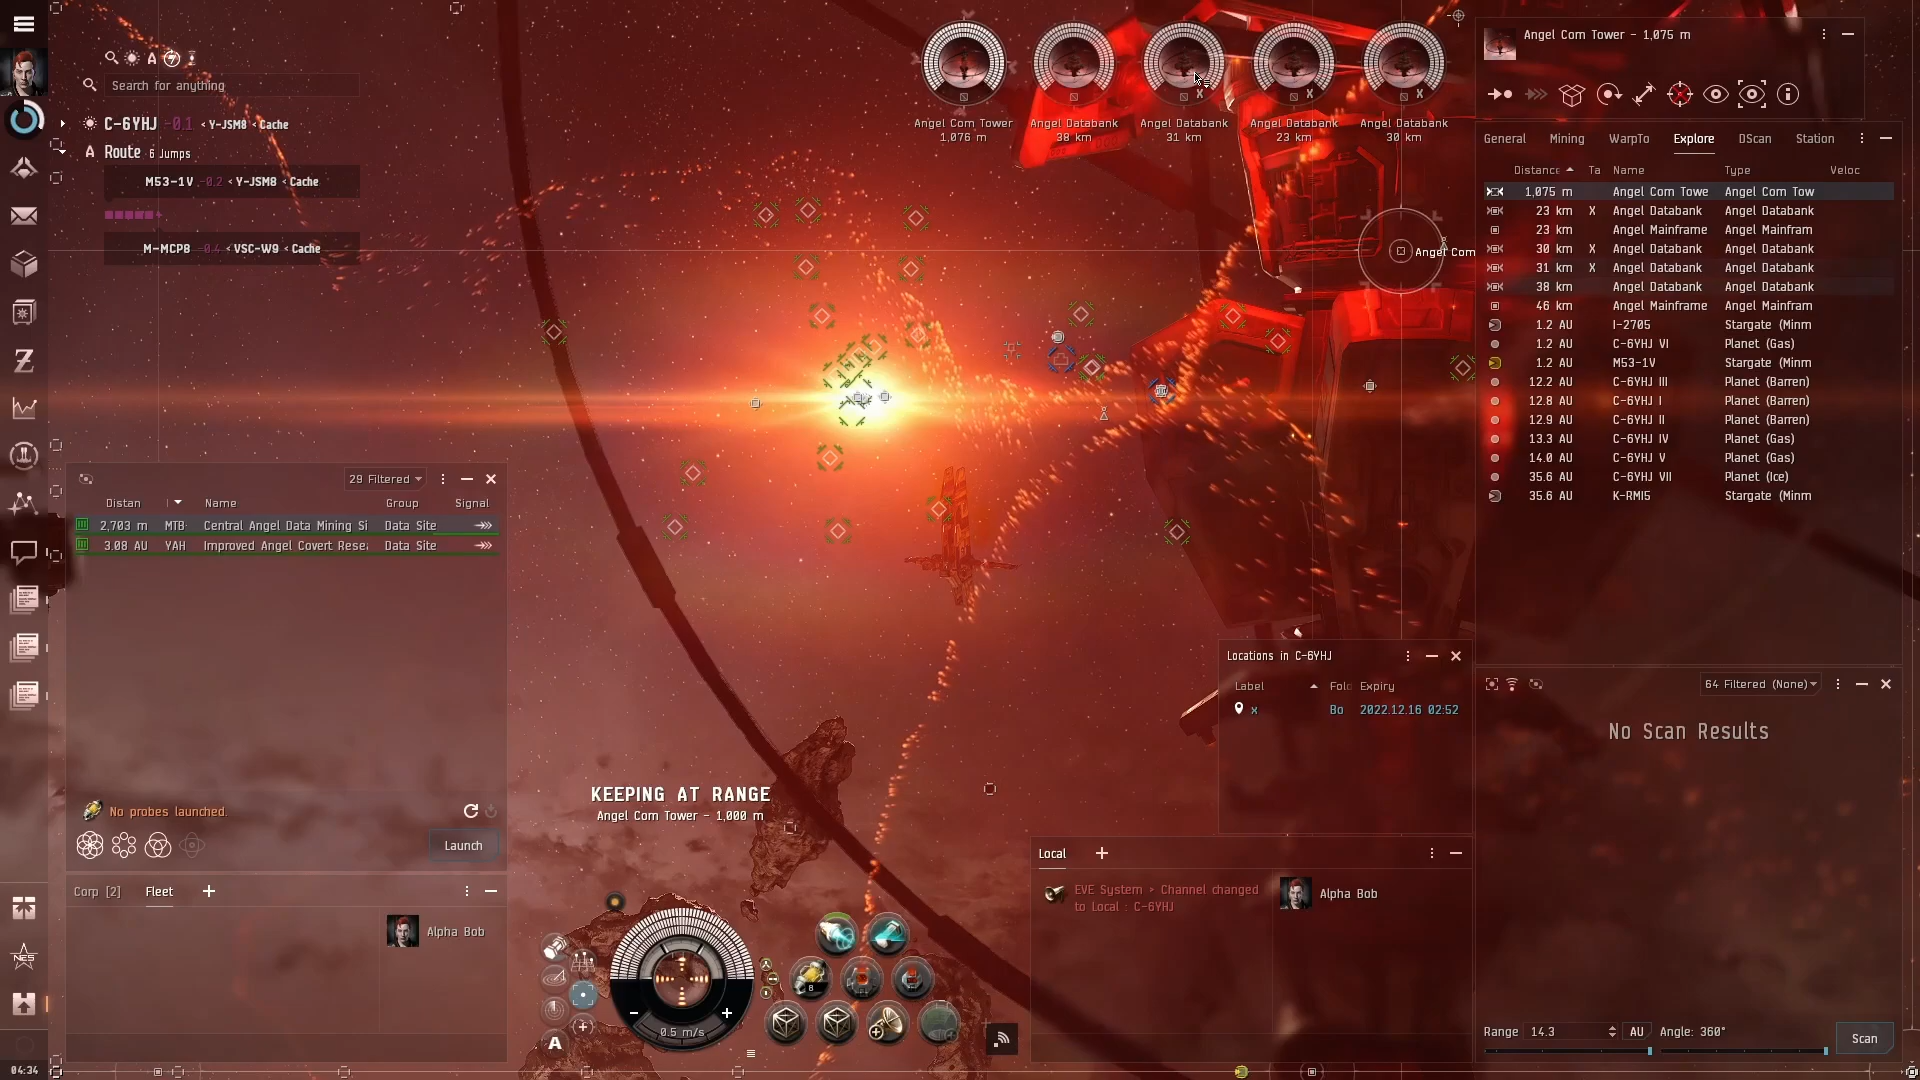 Search for anything
C-6YHJ -0.1 < Y-JSM8 < Cache
A Route 6 Jumps
M53-1V -0.2 < Y-JSM8 < Cache
M-MCP8 -0.4 < VSC-W9 < Cache
Angel Com Tower
1,076 m
Angel Databank
38 km
Angel Databank
31 km
Angel Databank
23 km
Angel Databank
30 km
Angel Com
Angel Com Tower - 1,075 m
General Mining WarpTo Explore DScan Station
Distance Ta Name Type Veloc
1,075 m Angel Com Towe Angel Com Tow
23 km X Angel Databank Angel Databank
23 km Angel Mainframe Angel Mainfram
30 km X Angel Databank Angel Databank
31 km X Angel Databank Angel Databank
38 km Angel Databank Angel Databank
46 km Angel Mainframe Angel Mainfram
1.2 AU I-2705 Stargate (Minm
1.2 AU C-6YHJ VI Planet (Gas)
1.2 AU M53-1V Stargate (Minm
12.2 AU C-6YHJ III Planet (Barren)
12.8 AU C-6YHJ I Planet (Barren)
12.9 AU C-6YHJ II Planet (Barren)
13.3 AU C-6YHJ IV Planet (Gas)
14.0 AU C-6YHJ V Planet (Gas)
35.6 AU C-6YHJ VII Planet (Ice)
35.6 AU K-RMI5 Stargate (Minm
29 Filtered
Distan I Name Group Signal
2,703 m MTB- Central Angel Data Mining Si Data Site
3.08 AU YAH Improved Angel Covert Rese Data Site
No probes launched.
Launch
Corp [2] Fleet
Alpha Bob
KEEPING AT RANGE
Angel Com Tower - 1,000 m
8
0.5 m/s
A
Locations in C-6YHJ
Label Fold Expiry
x Bo 2022.12.16 02:52
Local
EVE System > Channel changed
to Local : C-6YHJ
Alpha Bob
64 Filtered (None)
No Scan Results
Range 14.3 AU Angle: 360°
Scan
NES
04:34